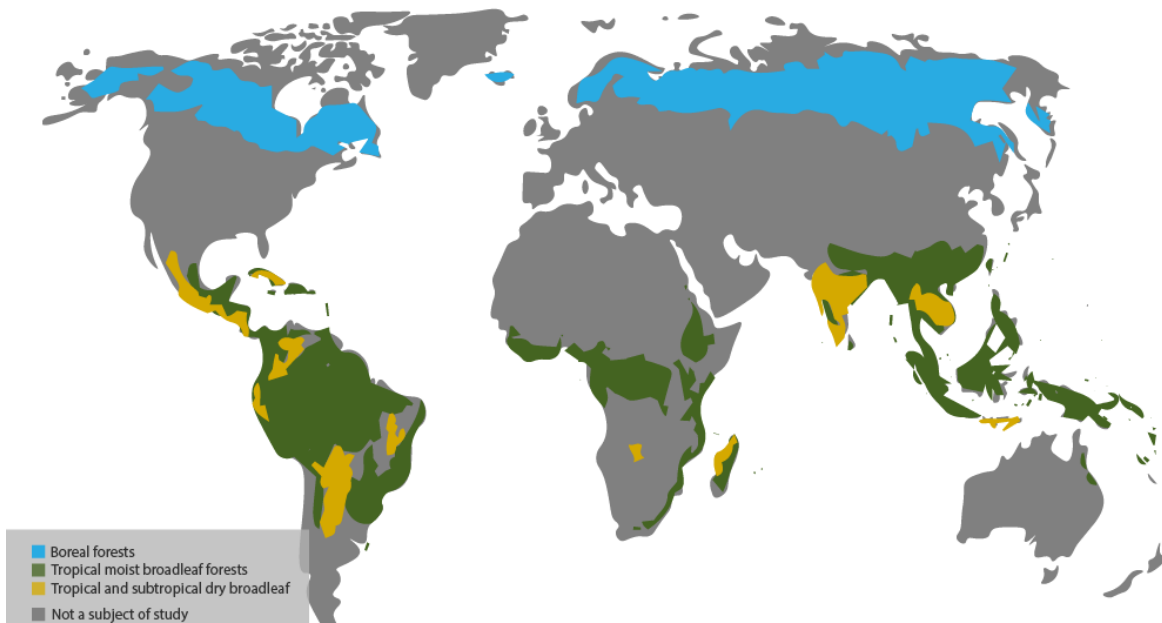 Boreal forests
Tropical moist broadleaf forests
Tropical and subtropical dry broadleaf
Not a subject of study